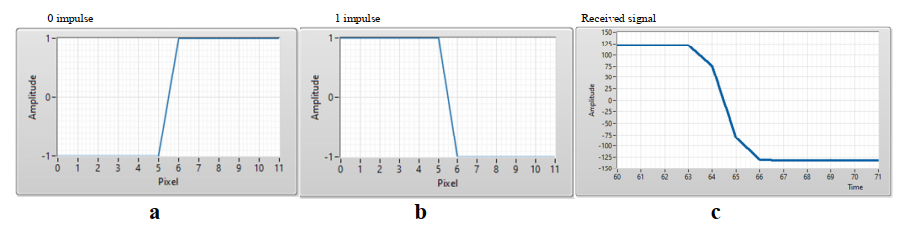 0 impulse
1 impulse
Received signal
Amplitude
1
0
-1
0 1 2 3 4 5 6 7 8 9 10 11
Pixel
Amplitude
1
0
-1
0 1 2 3 4 5 6 7 8 9 10 11
Pixel
Amplitude
150
125
100
75
50
25
0
-25
-50
-75
-100
-125
-150
60 61 62 63 64 65 66 67 68 69 70 71
Time
a
b
c